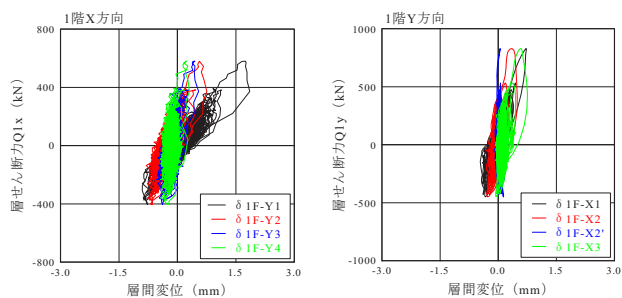 1階X方向
800
400
0
-400
-800
-3.0
-1.5
0.0
1.5
3.0
層せん断力Q1x（kN）
層間変位（mm）
δ 1F-Y1
δ 1F-Y2
δ 1F-Y3
δ 1F-Y4
1階Y方向
1000
500
0
-500
-1000
-3.0
-1.5
0.0
1.5
3.0
層せん断力Q1y（kN）
層間変位（mm）
δ 1F-X1
δ 1F-X2
δ 1F-X2'
δ 1F-X3